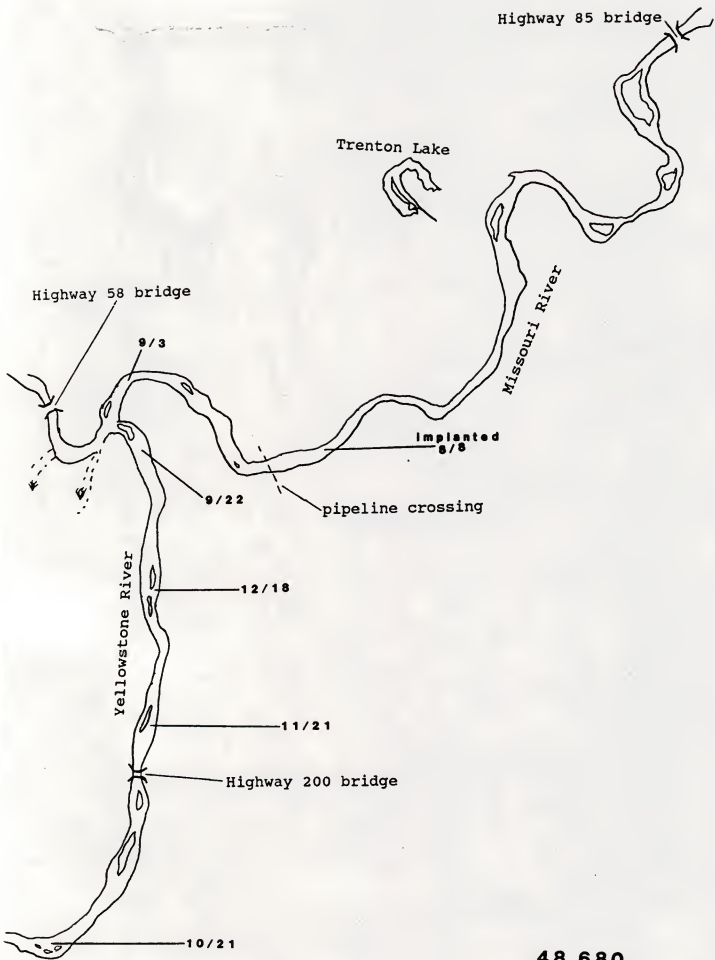 Highway 85 bridge
Trenton Lake
Highway 58 bridge
9/3
Missouri River
Implanted
8/8
9/22
pipeline crossing
Yellowstone River
12/18
11/21
Highway 200 bridge
10/21
48.680